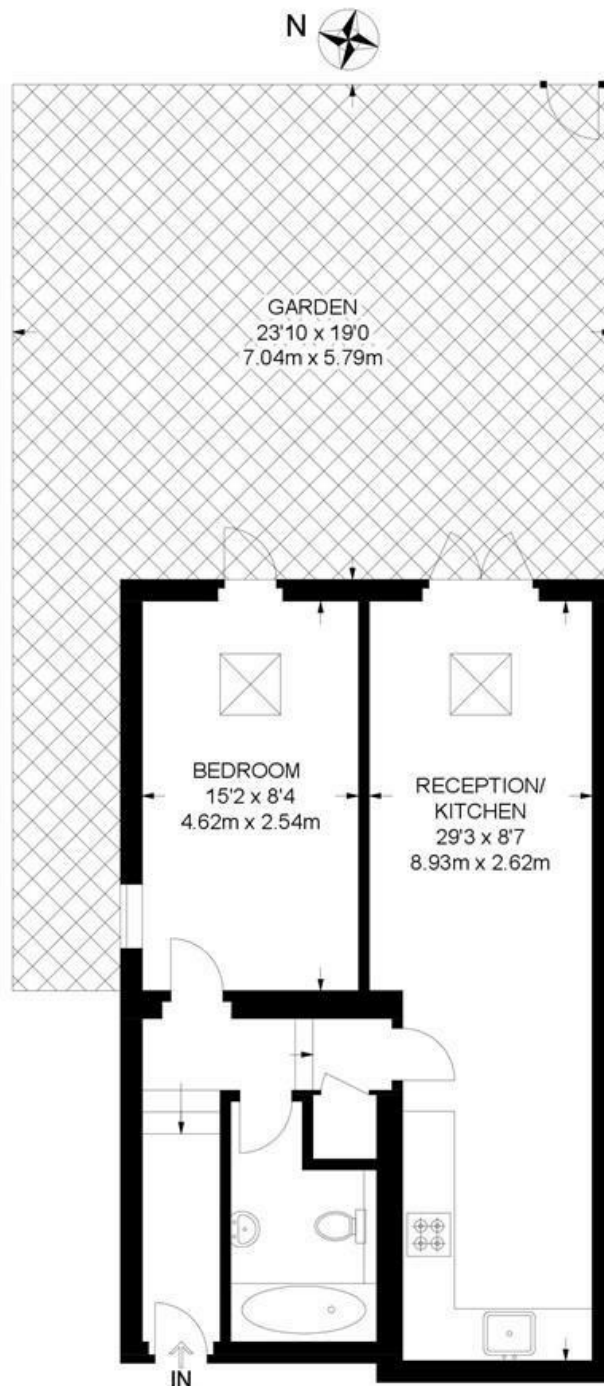 N
GARDEN
23'10 x 19'0
7.04m x 5.79m
BEDROOM
15'2 x 8'4
4.62m x 2.54m
RECEPTION/
KITCHEN
29'3 x 8'7
8.93m x 2.62m
IN